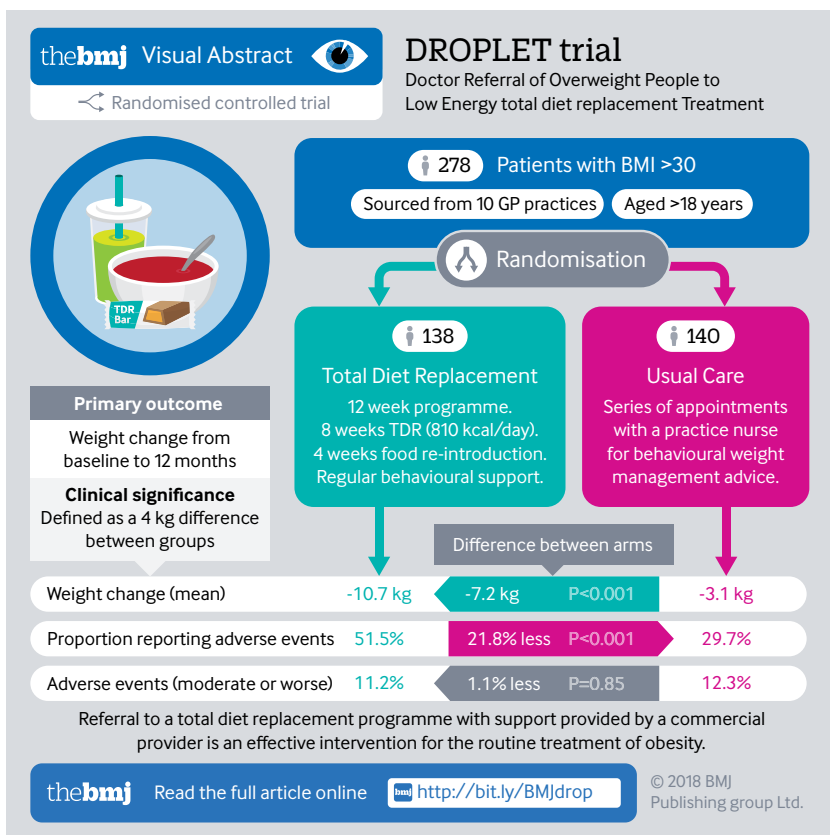 thebmj Visual Abstract
Randomised controlled trial
DROPLET trial
Doctor Referral of Overweight People to
Low Energy total diet replacement Treatment
278 Patients with BMI >30
Sourced from 10 GP practices Aged >18 years
Randomisation
TDR
Bar
138
Total Diet Replacement
12 week programme.
8 weeks TDR (810 kcal/day).
4 weeks food re-introduction.
Regular behavioural support.
140
Usual Care
Series of appointments
with a practice nurse
for behavioural weight
management advice.
Primary outcome
Weight change from
baseline to 12 months
Clinical significance
Defined as a 4 kg difference
between groups
Difference between arms
Weight change (mean) -10.7 kg -7.2 kg P<0.001 -3.1 kg
Proportion reporting adverse events 51.5% 21.8% less P<0.001 29.7%
Adverse events (moderate or worse) 11.2% 1.1% less P=0.85 12.3%
Referral to a total diet replacement programme with support provided by a commercial
provider is an effective intervention for the routine treatment of obesity.
thebmj Read the full article online bmj http://bit.ly/BMJdrop
© 2018 BMJ
Publishing group Ltd.